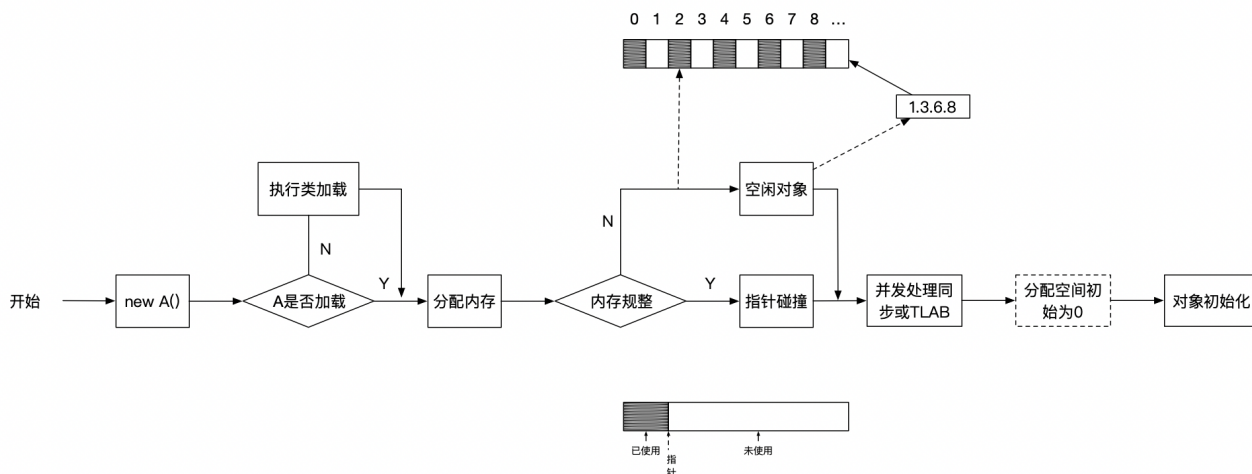 0 1 2 3 4 5 6 7 8 ...
1.3.6.8
执行类加载
空闲对象
N
N
开始
new A()
A是否加载
Y
分配内存
内存规整
Y
指针碰撞
并发处理同
步或TLAB
分配空间初
始为0
对象初始化
已使用
指
针
未使用